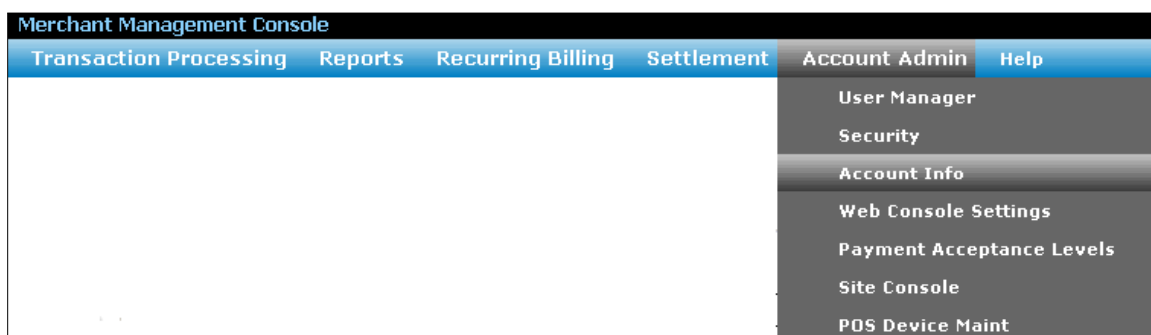 Merchant Management Console
Transaction Processing Reports Recurring Billing Settlement Account Admin Help
User Manager
Security
Account Info
Web Console Settings
Payment Acceptance Levels
Site Console
POS Device Maint